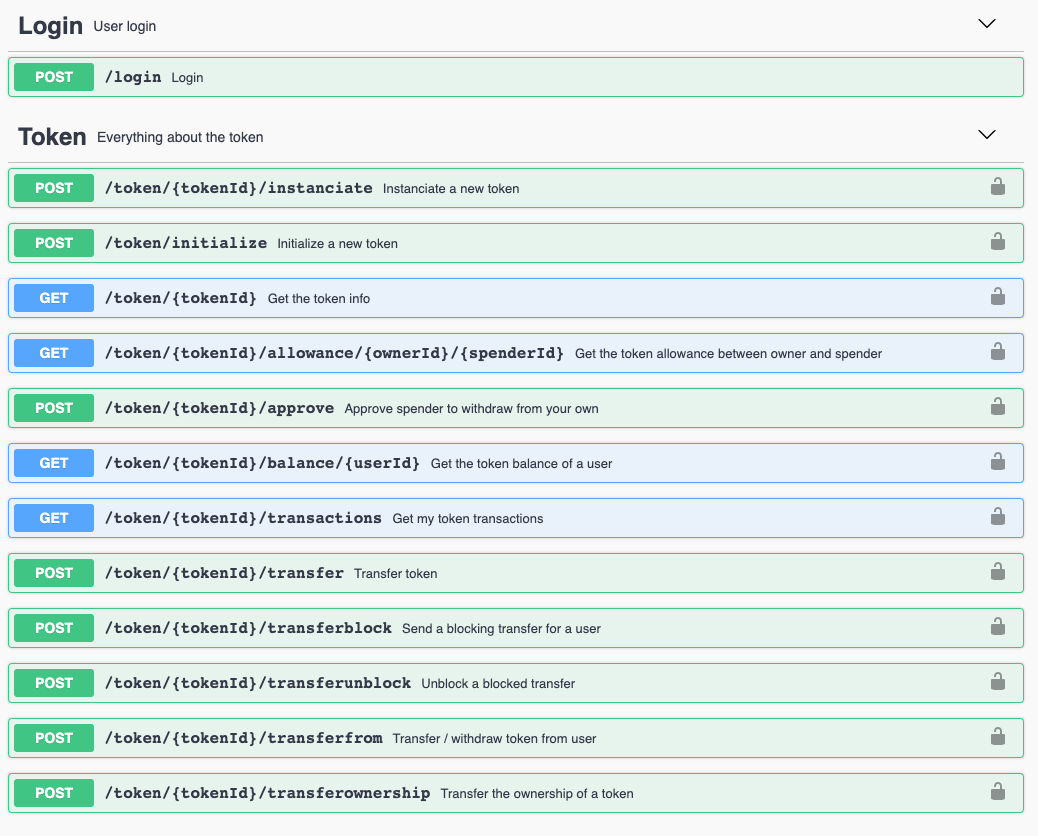 Login User login
POST /login Login
Token Everything about the token
POST /token/{tokenId}/instanciate Instanciate a new token
POST /token/initialize Initialize a new token
GET /token/{tokenId} Get the token info
GET /token/{tokenId}/allowance/{ownerId}/{spenderId} Get the token allowance between owner and spender
POST /token/{tokenId}/approve Approve spender to withdraw from your own
GET /token/{tokenId}/balance/{userId} Get the token balance of a user
GET /token/{tokenId}/transactions Get my token transactions
POST /token/{tokenId}/transfer Transfer token
POST /token/{tokenId}/transferblock Send a blocking transfer for a user
POST /token/{tokenId}/transferunblock Unblock a blocked transfer
POST /token/{tokenId}/transferfrom Transfer / withdraw token from user
POST /token/{tokenId}/transferownership Transfer the ownership of a token